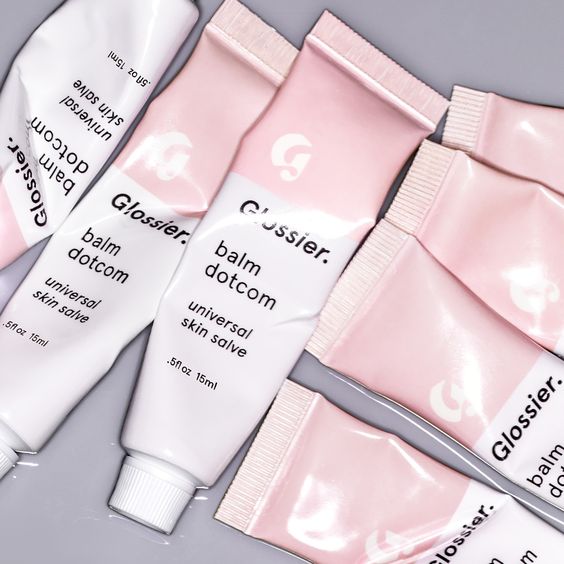 Glossier.
balm
dotcom
universal
skin salve
.5fl oz 15ml
G
Glossier.
balm
dotcom
universal
skin salve
.5fl oz 15ml
G
Glossier.
balm
dotcom
universal
skin salve
.5fl oz 15ml
G
G
Glossier.
balm
G
Glossier.